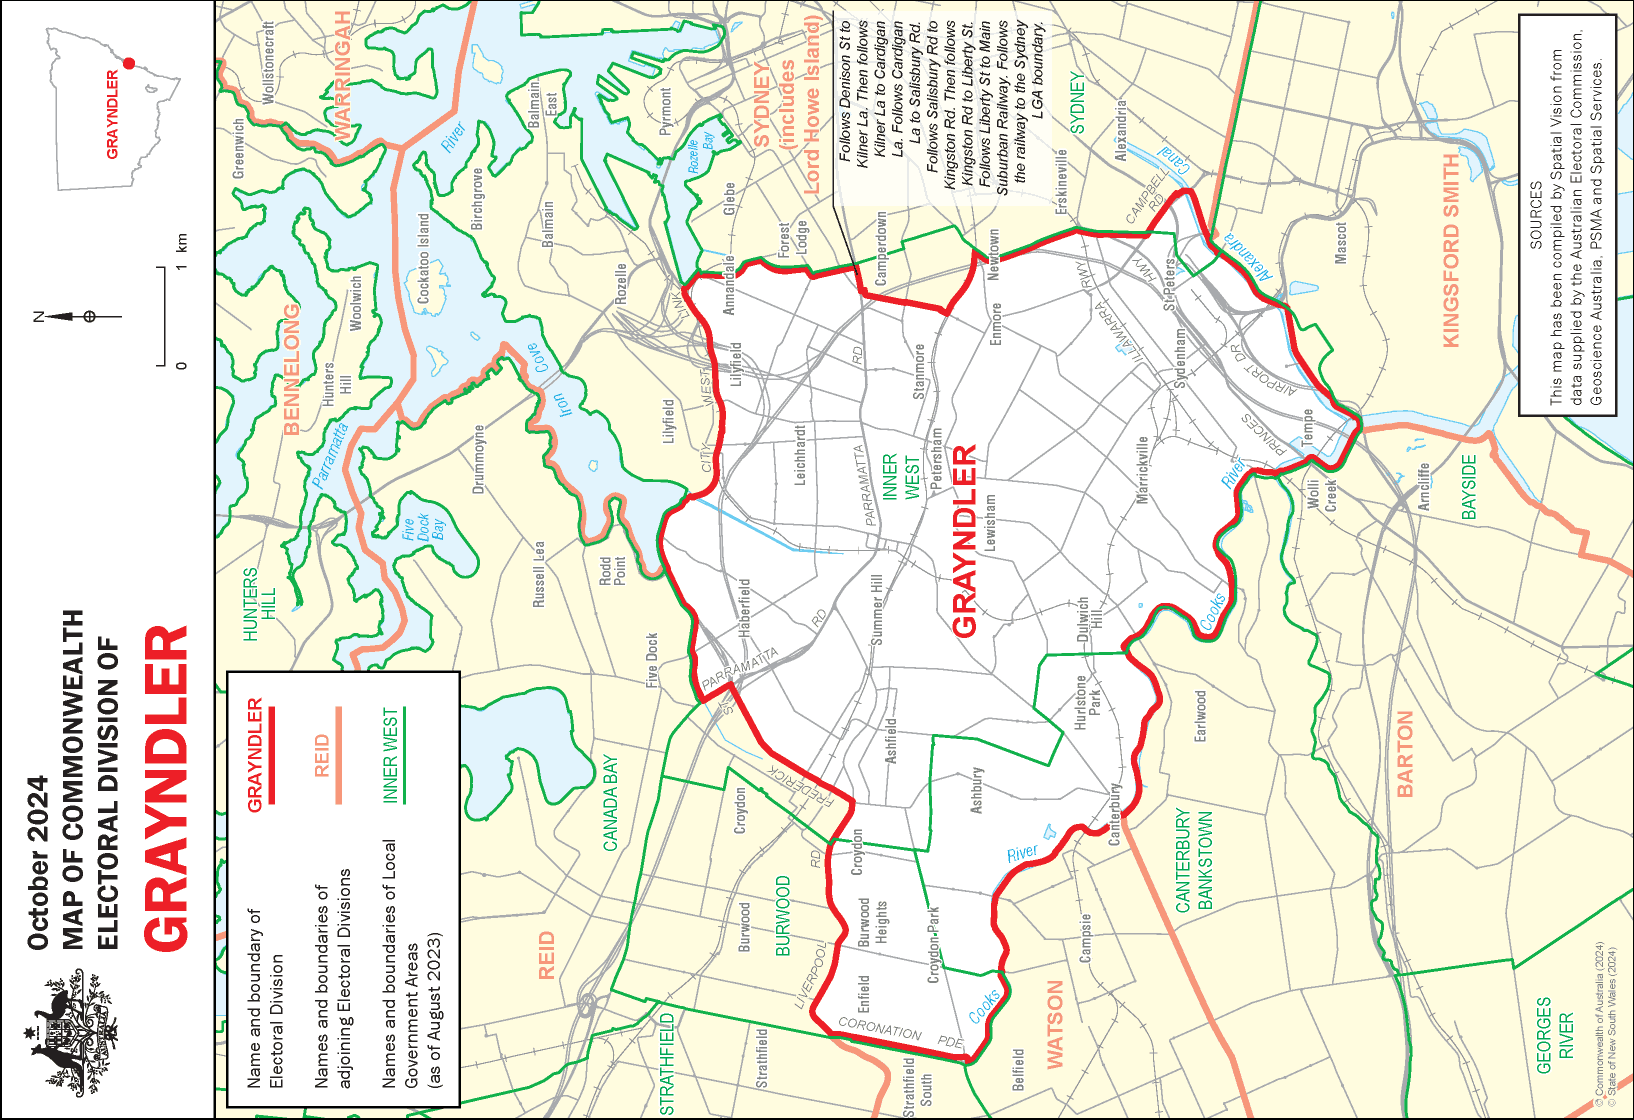 October 2024
MAP OF COMMONWEALTH
ELECTORAL DIVISION OF
GRAYNDLER
GRAYNDLER
N
0
1 km
Name and boundary of
Electoral Division
GRAYNDLER
Names and boundaries of
adjoining Electoral Divisions
REID
Names and boundaries of Local
Government Areas
(as of August 2023)
INNER WEST
Follows Denison St to
Kilner La. Then follows
Kilner La to Cardigan
La. Follows Cardigan
La to Salisbury Rd.
Follows Salisbury Rd to
Kingston Rd. Then follows
Kingston Rd to Liberty St.
Follows Liberty St to Main
Suburban Railway. Follows
the railway to the Sydney
LGA boundary.
SOURCES
This map has been compiled by Spatial Vision from
data supplied by the Australian Electoral Commission,
Geoscience Australia, PSMA and Spatial Services.
© Commonwealth of Australia (2024)
© State of New South Wales (2024)
Greenwich
Wollstonecraft
WARRINGAH
BENNELONG
Hunters
Hill
Woolwich
Cockatoo Island
River
Parramatta
HUNTERS
HILL
Five
Dock
Bay
Birchgrove
Balmain
Balmain
East
Rozelle
Pyrmont
Rozelle
Bay
SYDNEY
(includes
Lord Howe Island)
Iron
Cove
Drummoyne
Russell Lea
Rodd
Point
Five Dock
Lilyfield
Lilyfield
CITY
WEST
LINK
Annandale
Glebe
Forest
Lodge
Camperdown
Newtown
Erskineville
SYDNEY
Alexandria
Canal
CAMPBELL
RD
Alexandra
Leichhardt
PARRAMATTA
RD
Stanmore
Enmore
INNER
WEST
Petersham
GRAYNDLER
Lewisham
Haberfield
Summer Hill
RD
PARRAMATTA
Ashfield
Ashbury
Hurlstone
Park
Dulwich
Hill
Marrickville
Sydenham
ILLAWARRA
RWY
HWY
St Peters
PRINCES
AIRPORT
DR
Tempe
River
Wolli
Creek
Cooks
Mascot
KINGSFORD SMITH
Arncliffe
BAYSIDE
Earlwood
BARTON
Canterbury
CANTERBURY
BANKSTOWN
Campsie
River
CANADA BAY
FREDERICK
Croydon
Croydon
RD
BURWOOD
Burwood
Burwood
Heights
REID
LIVERPOOL
Enfield
Croydon Park
CORONATION
PDE
Cooks
STRATHFIELD
Strathfield
Strathfield
South
Belfield
WATSON
GEORGES
RIVER